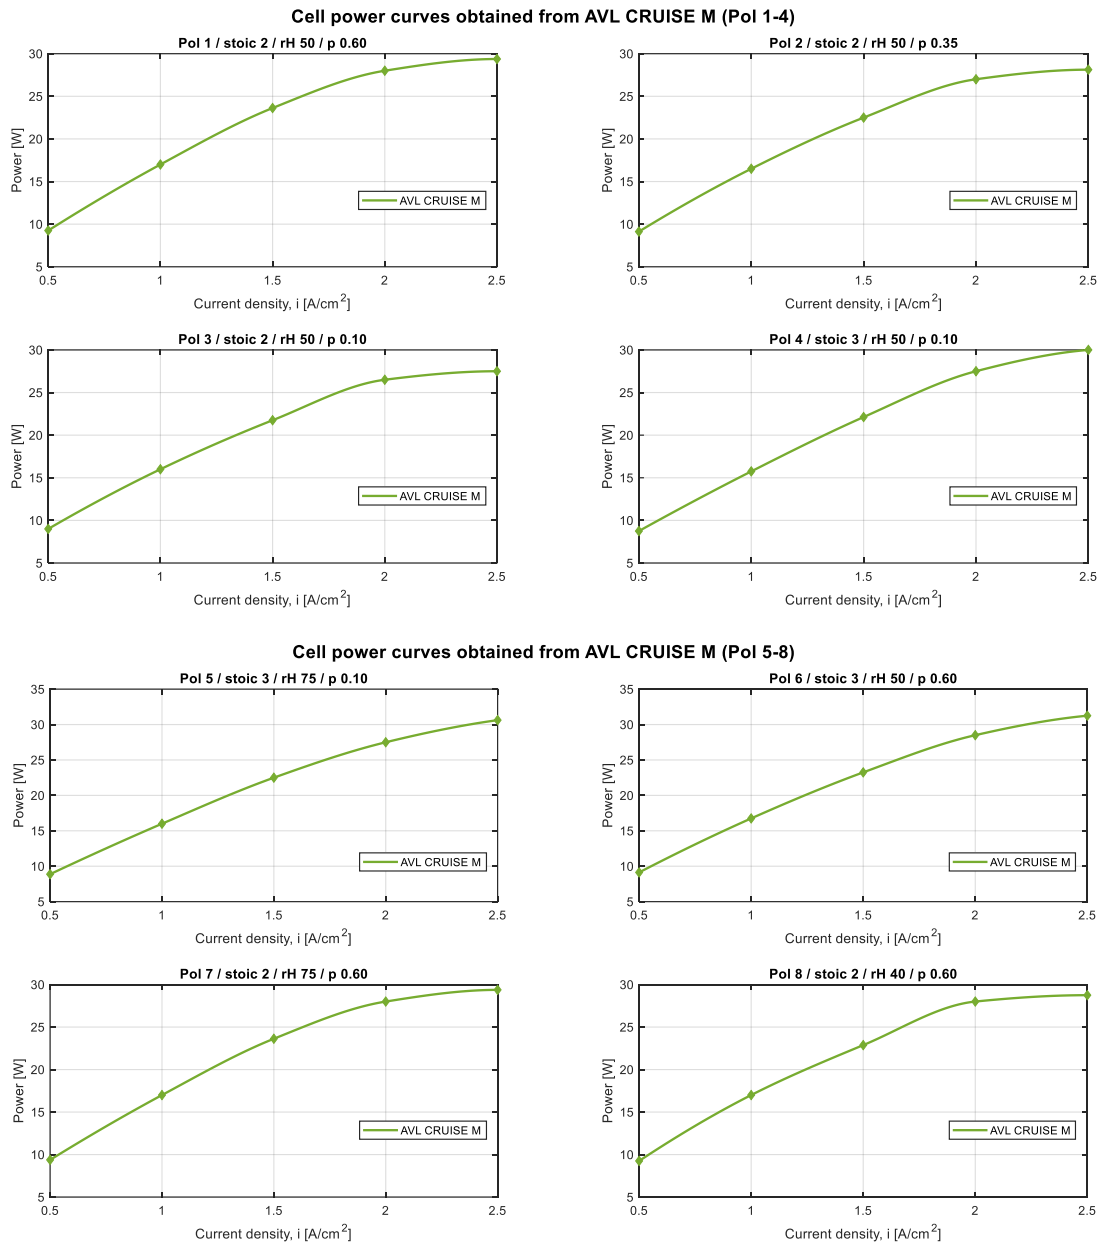 Cell power curves obtained from AVL CRUISE M (Pol 1-4)
Pol 1 / stoic 2 / rH 50 / p 0.60
30
25
20
15
10
5
Power [W]
AVL CRUISE M
0.5 1 1.5 2 2.5
Current density, i [A/cm2]
Pol 2 / stoic 2 / rH 50 / p 0.35
30
25
20
15
10
5
Power [W]
AVL CRUISE M
0.5 1 1.5 2 2.5
Current density, i [A/cm2]
Pol 3 / stoic 2 / rH 50 / p 0.10
30
25
20
15
10
5
Power [W]
AVL CRUISE M
0.5 1 1.5 2 2.5
Current density, i [A/cm2]
Pol 4 / stoic 3 / rH 50 / p 0.10
30
25
20
15
10
5
Power [W]
AVL CRUISE M
0.5 1 1.5 2 2.5
Current density, i [A/cm2]
Cell power curves obtained from AVL CRUISE M (Pol 5-8)
Pol 5 / stoic 3 / rH 75 / p 0.10
35
30
25
20
15
10
5
Power [W]
AVL CRUISE M
0.5 1 1.5 2 2.5
Current density, i [A/cm2]
Pol 6 / stoic 3 / rH 50 / p 0.60
35
30
25
20
15
10
5
Power [W]
AVL CRUISE M
0.5 1 1.5 2 2.5
Current density, i [A/cm2]
Pol 7 / stoic 2 / rH 75 / p 0.60
30
25
20
15
10
5
Power [W]
AVL CRUISE M
0.5 1 1.5 2 2.5
Current density, i [A/cm2]
Pol 8 / stoic 2 / rH 40 / p 0.60
30
25
20
15
10
5
Power [W]
AVL CRUISE M
0.5 1 1.5 2 2.5
Current density, i [A/cm2]